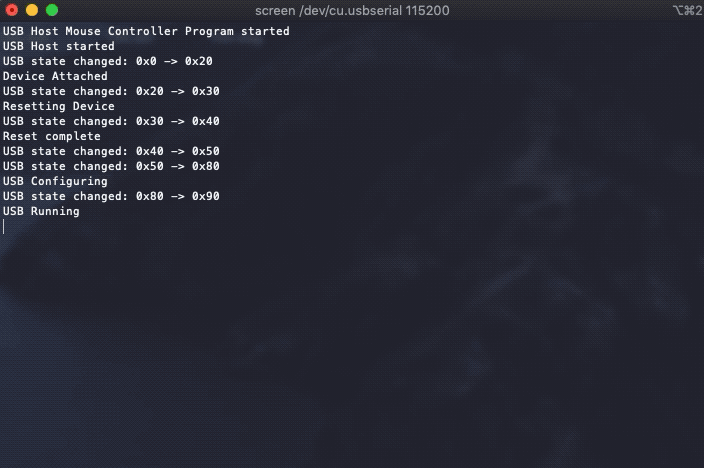 screen /dev/cu.usbserial 115200
⌥⌘2
USB Host Mouse Controller Program started
USB Host started
USB state changed: 0x0 -> 0x20
Device Attached
USB state changed: 0x20 -> 0x30
Resetting Device
USB state changed: 0x30 -> 0x40
Reset complete
USB state changed: 0x40 -> 0x50
USB state changed: 0x50 -> 0x80
USB Configuring
USB state changed: 0x80 -> 0x90
USB Running